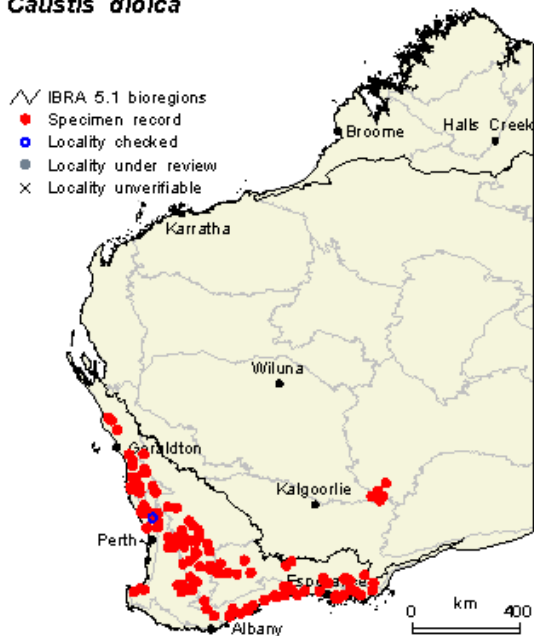 Caustis dioica
IBRA 5.1 bioregions
Specimen record
Locality checked
Locality under review
Locality unverifiable
Broome
Halls Creek
Karratha
Wiluna
Geraldton
Kalgoorlie
Perth
Esperance
Albany
0 km 400